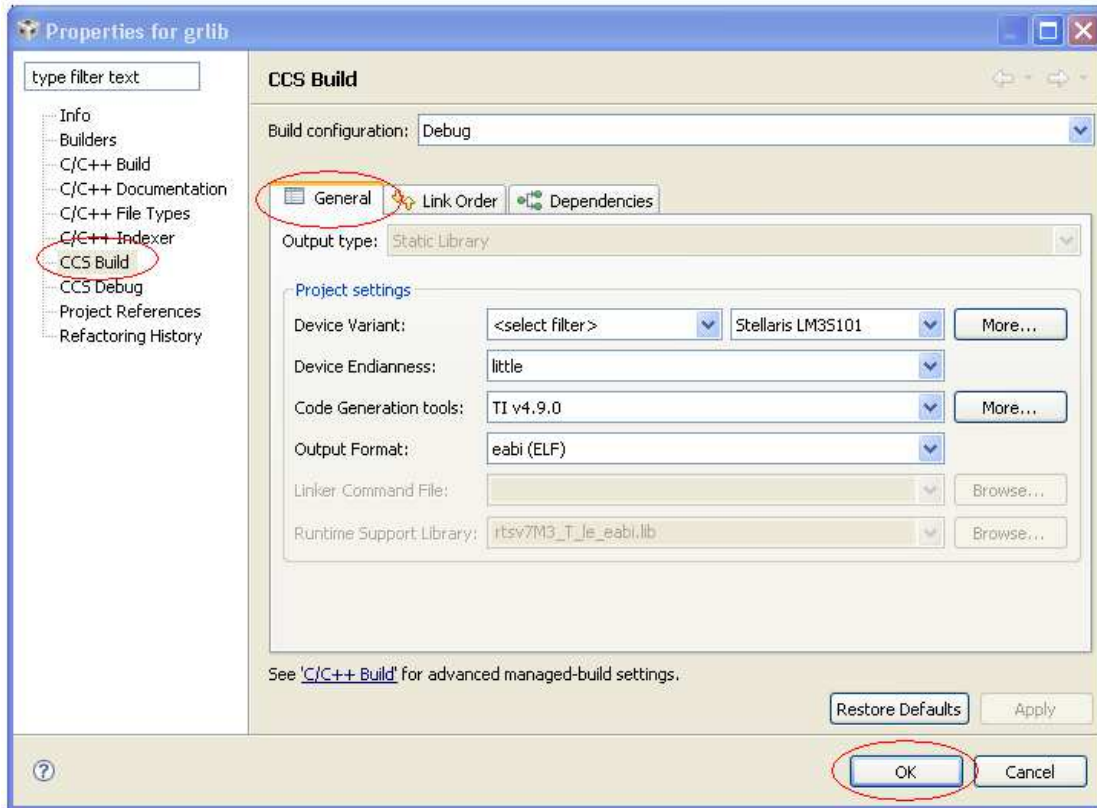 Properties for grlib
type filter text
Info
Builders
C/C++ Build
C/C++ Documentation
C/C++ File Types
C/C++ Indexer
CCS Build
CCS Debug
Project References
Refactoring History
CCS Build
Build configuration: Debug
General Link Order Dependencies
Output type: Static Library
Project settings
Device Variant: <select filter> Stellaris LM3S101 More...
Device Endianness: little
Code Generation tools: TI v4.9.0 More...
Output Format: eabi (ELF)
Linker Command File: Browse...
Runtime Support Library: rtsv7M3_T_le_eabi.lib Browse...
See 'C/C++ Build' for advanced managed-build settings.
Restore Defaults Apply
? OK Cancel